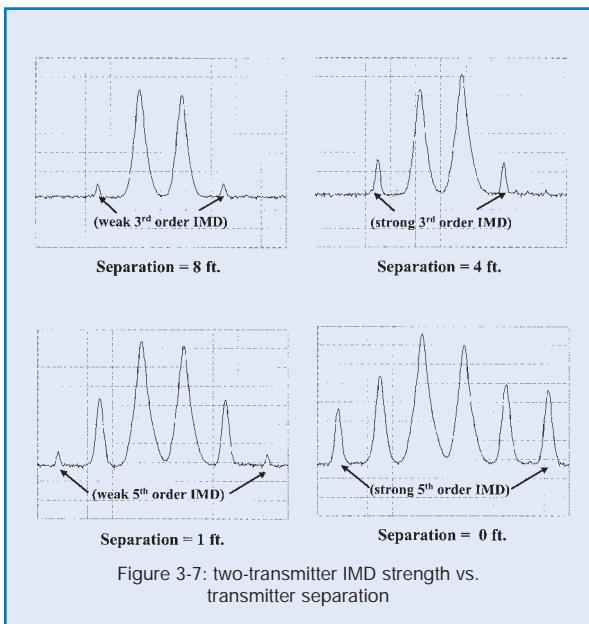 (weak 3rd order IMD)
Separation = 8 ft.
(strong 3rd order IMD)
Separation = 4 ft.
(weak 5th order IMD)
Separation = 1 ft.
(strong 5th order IMD)
Separation = 0 ft.
Figure 3-7: two-transmitter IMD strength vs.
transmitter separation